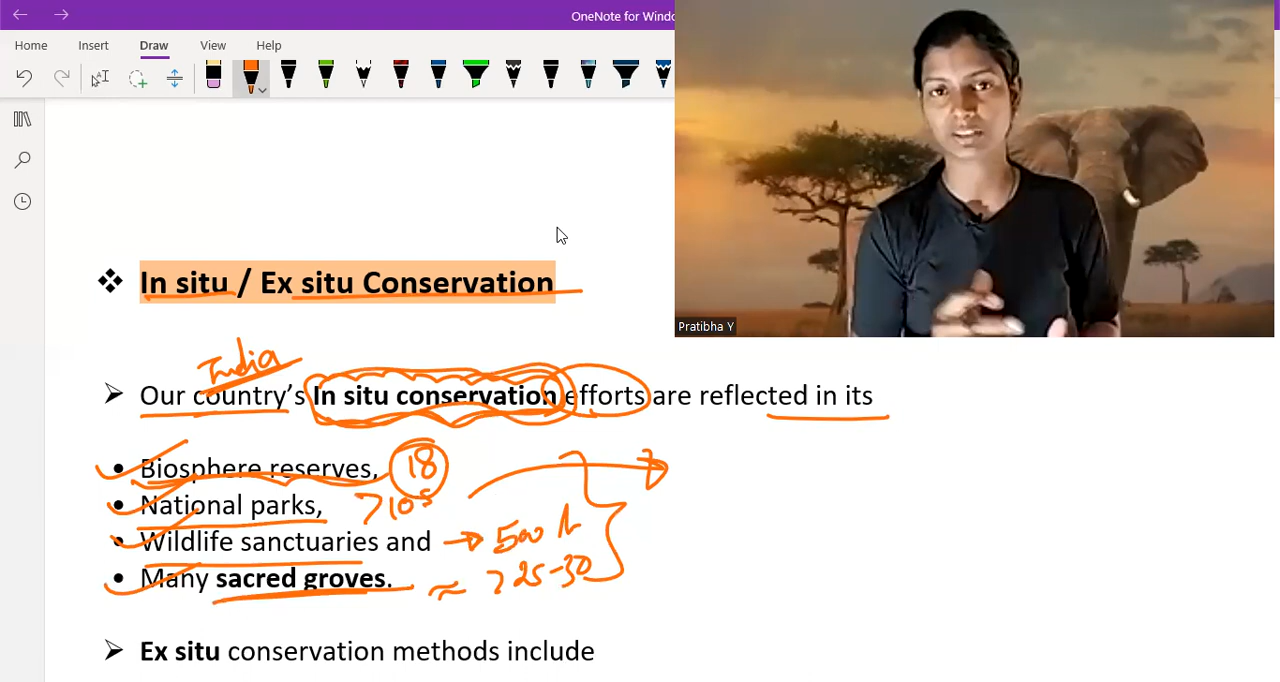 OneNote for Windo
Home Insert Draw View Help
Pratibha Y
❖ In situ / Ex situ Conservation
India
➢ Our country's In situ conservation efforts are reflected in its
• Biosphere reserves, 18
• National parks, >105
• Wildlife sanctuaries and → 500
• Many sacred groves. ≈ > 25-30
➢ Ex situ conservation methods include